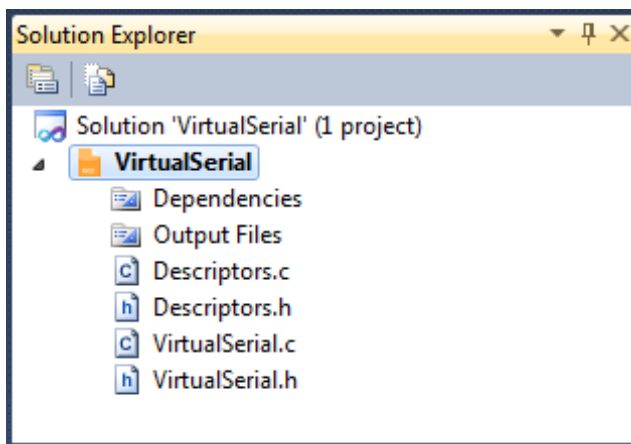 Solution Explorer
Solution 'VirtualSerial' (1 project)
VirtualSerial
Dependencies
Output Files
Descriptors.c
Descriptors.h
VirtualSerial.c
VirtualSerial.h